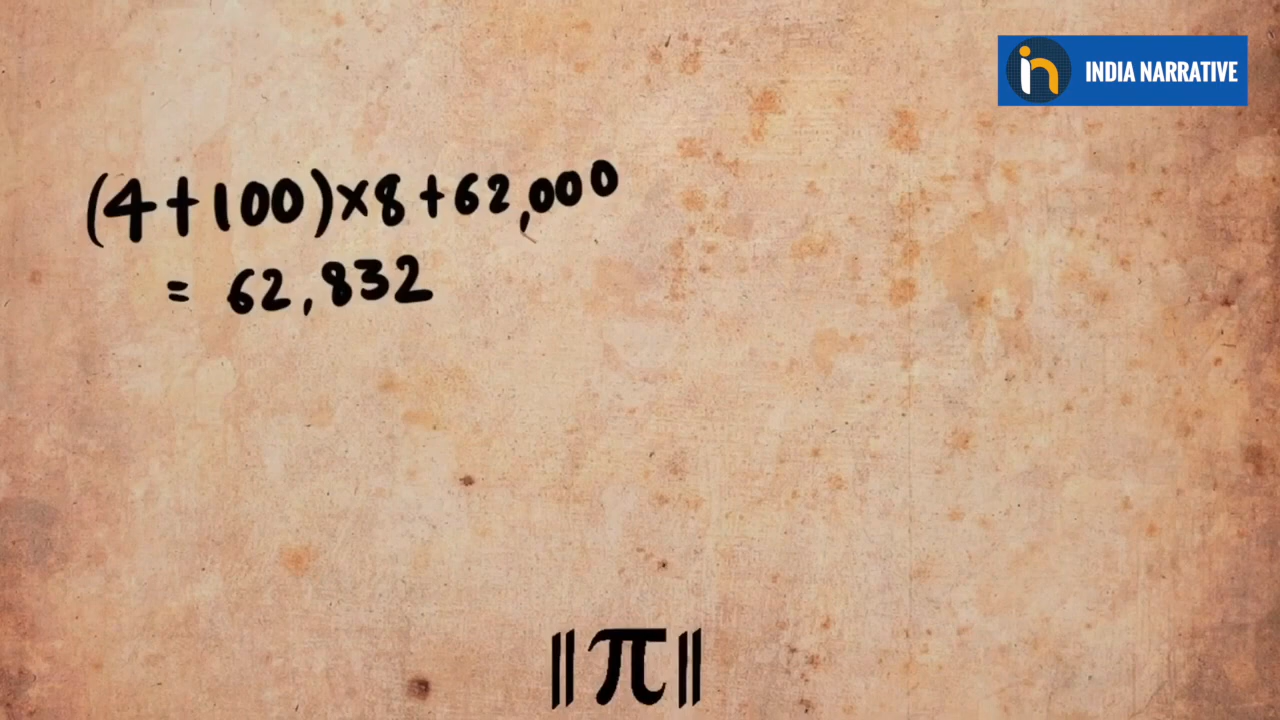 INDIA NARRATIVE
(4+100)×8+62,000
= 62,832
||π||